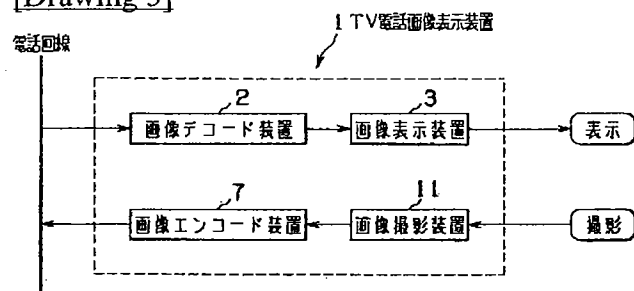 [Drawing 3]
1 TV電話画像表示装置
電話回線
2
3
画像デコード装置
画像表示装置
表示
7
11
画像エンコード装置
画像撮影装置
撮影